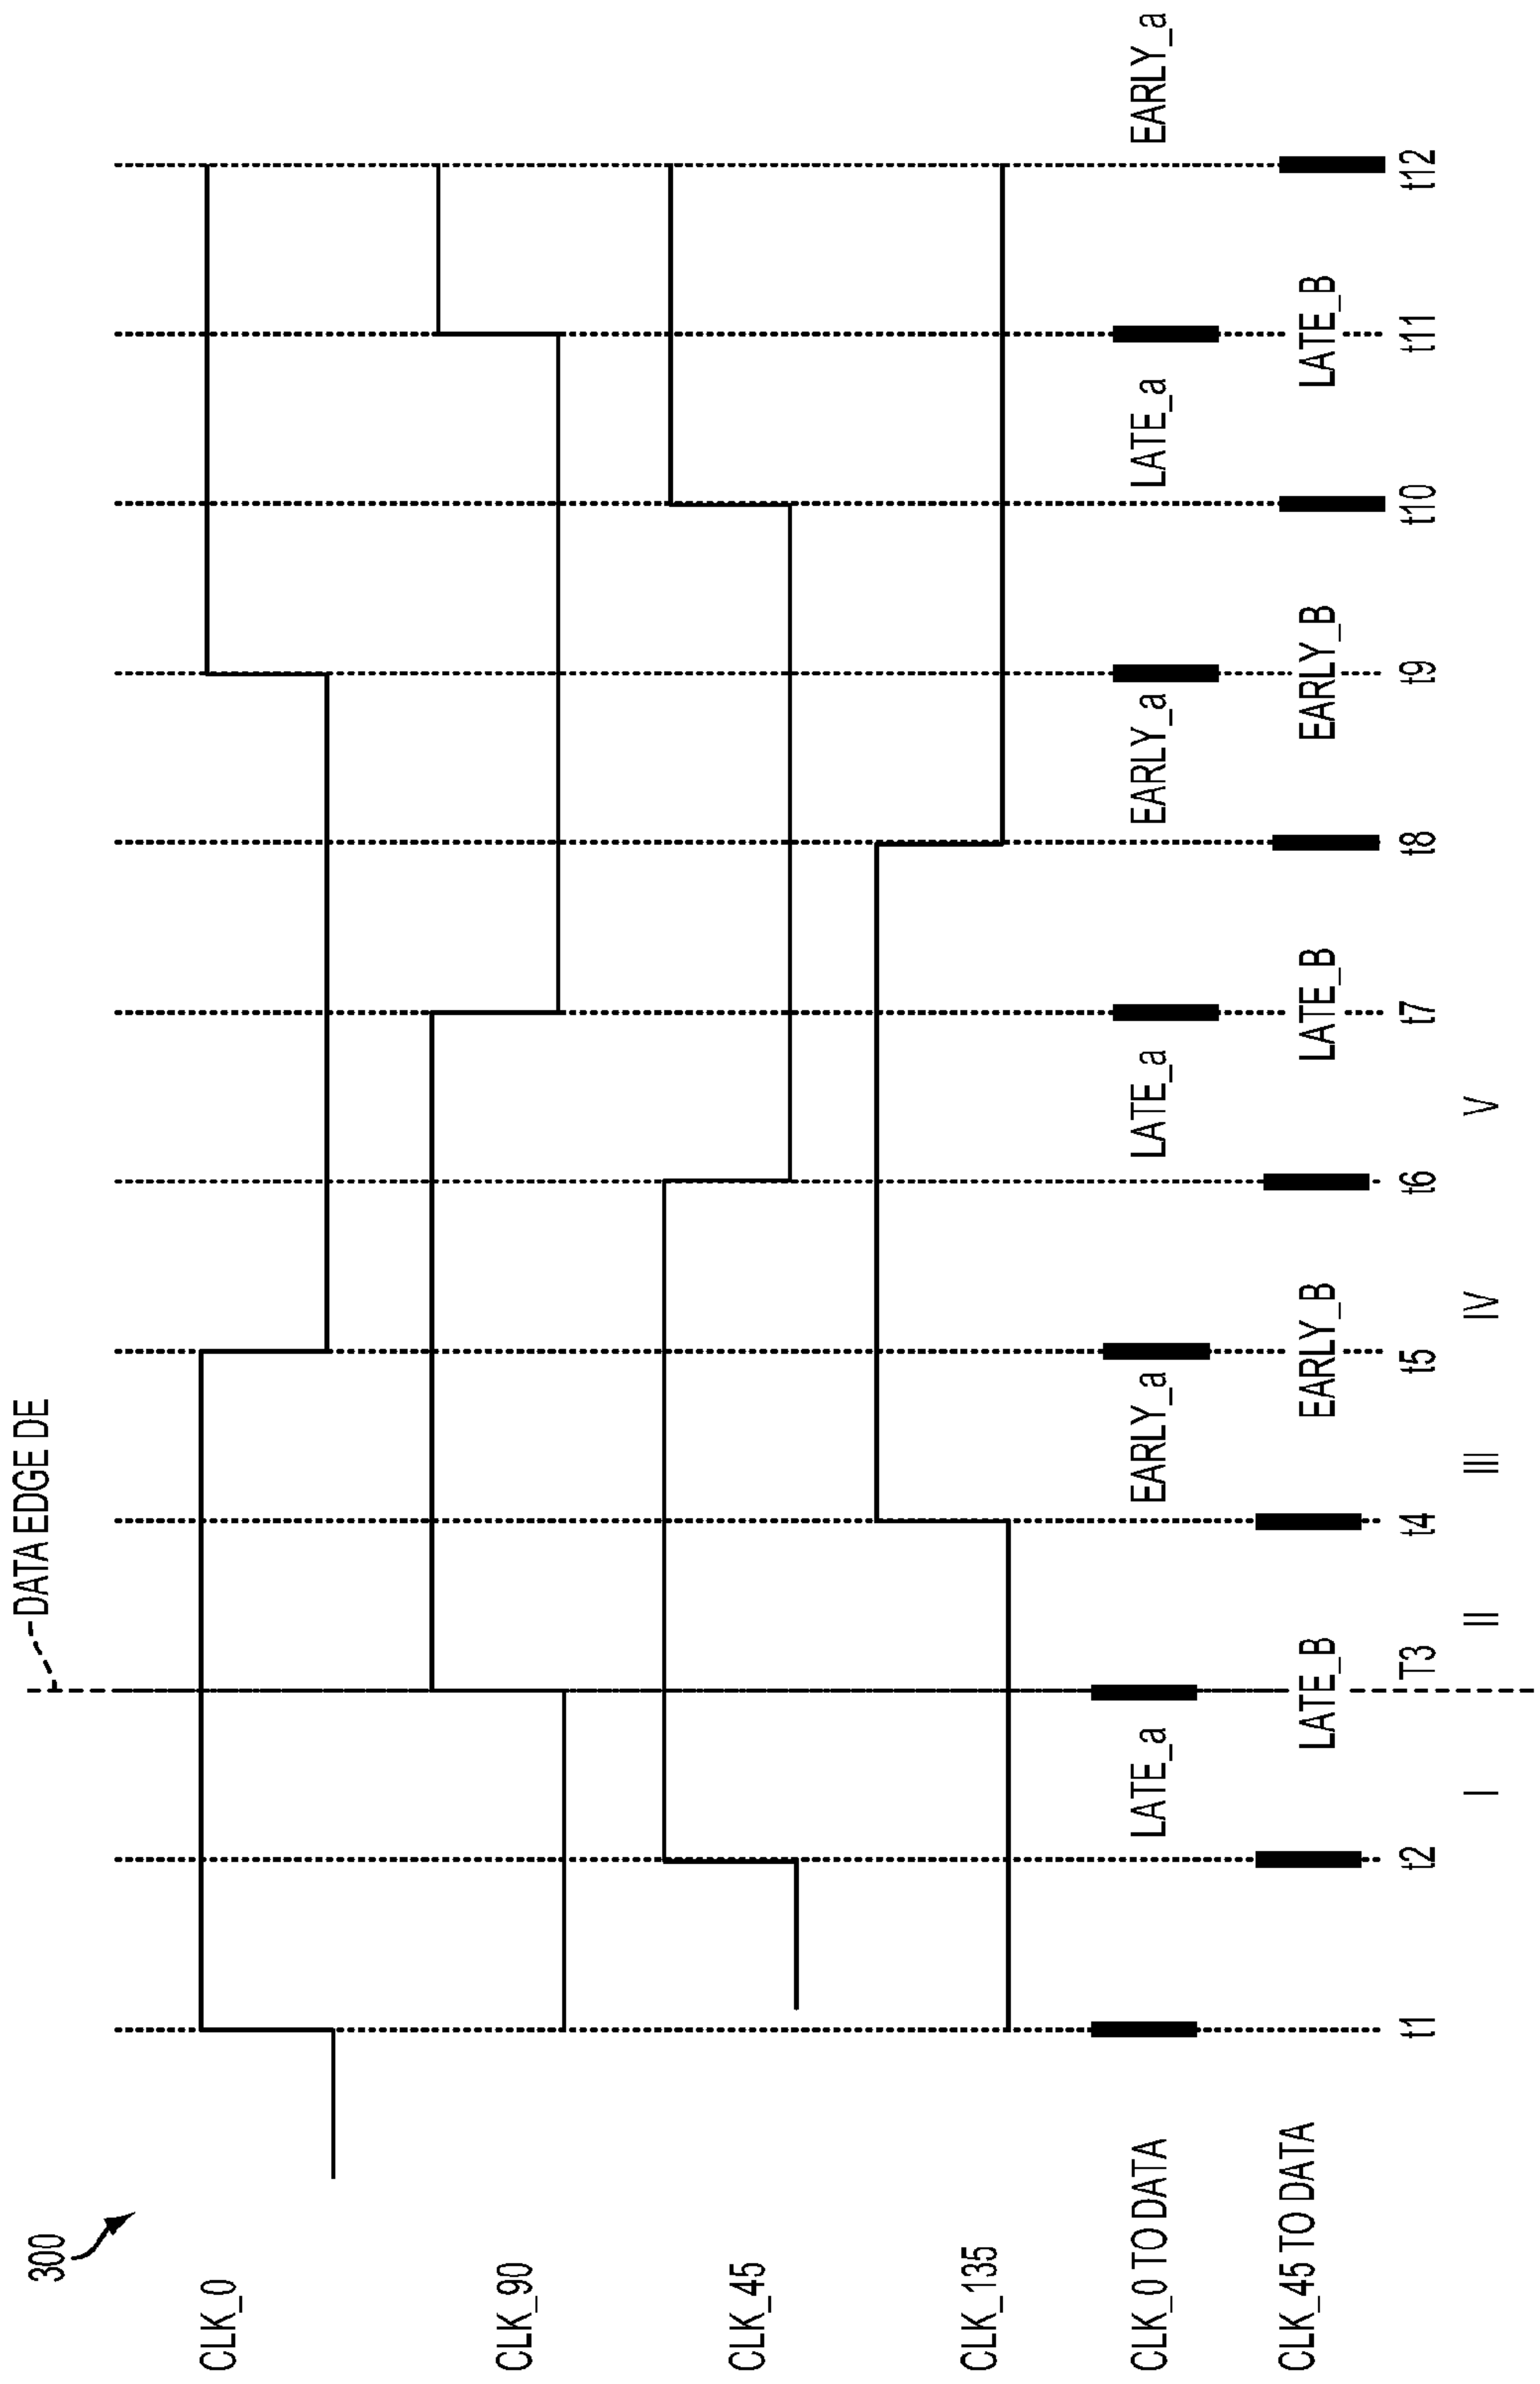 300
DATA EDGE DE
CLK_0
CLK_90
CLK_45
CLK_135
CLK_0 TO DATA LATE_a EARLY_a LATE_a EARLY_a LATE_a EARLY_a
CLK_45 TO DATA LATE_B EARLY_B LATE_B EARLY_B LATE_B
t1 t2 T3 t4 t5 t6 t7 t8 t9 t10 t11 t12
I II III IV V